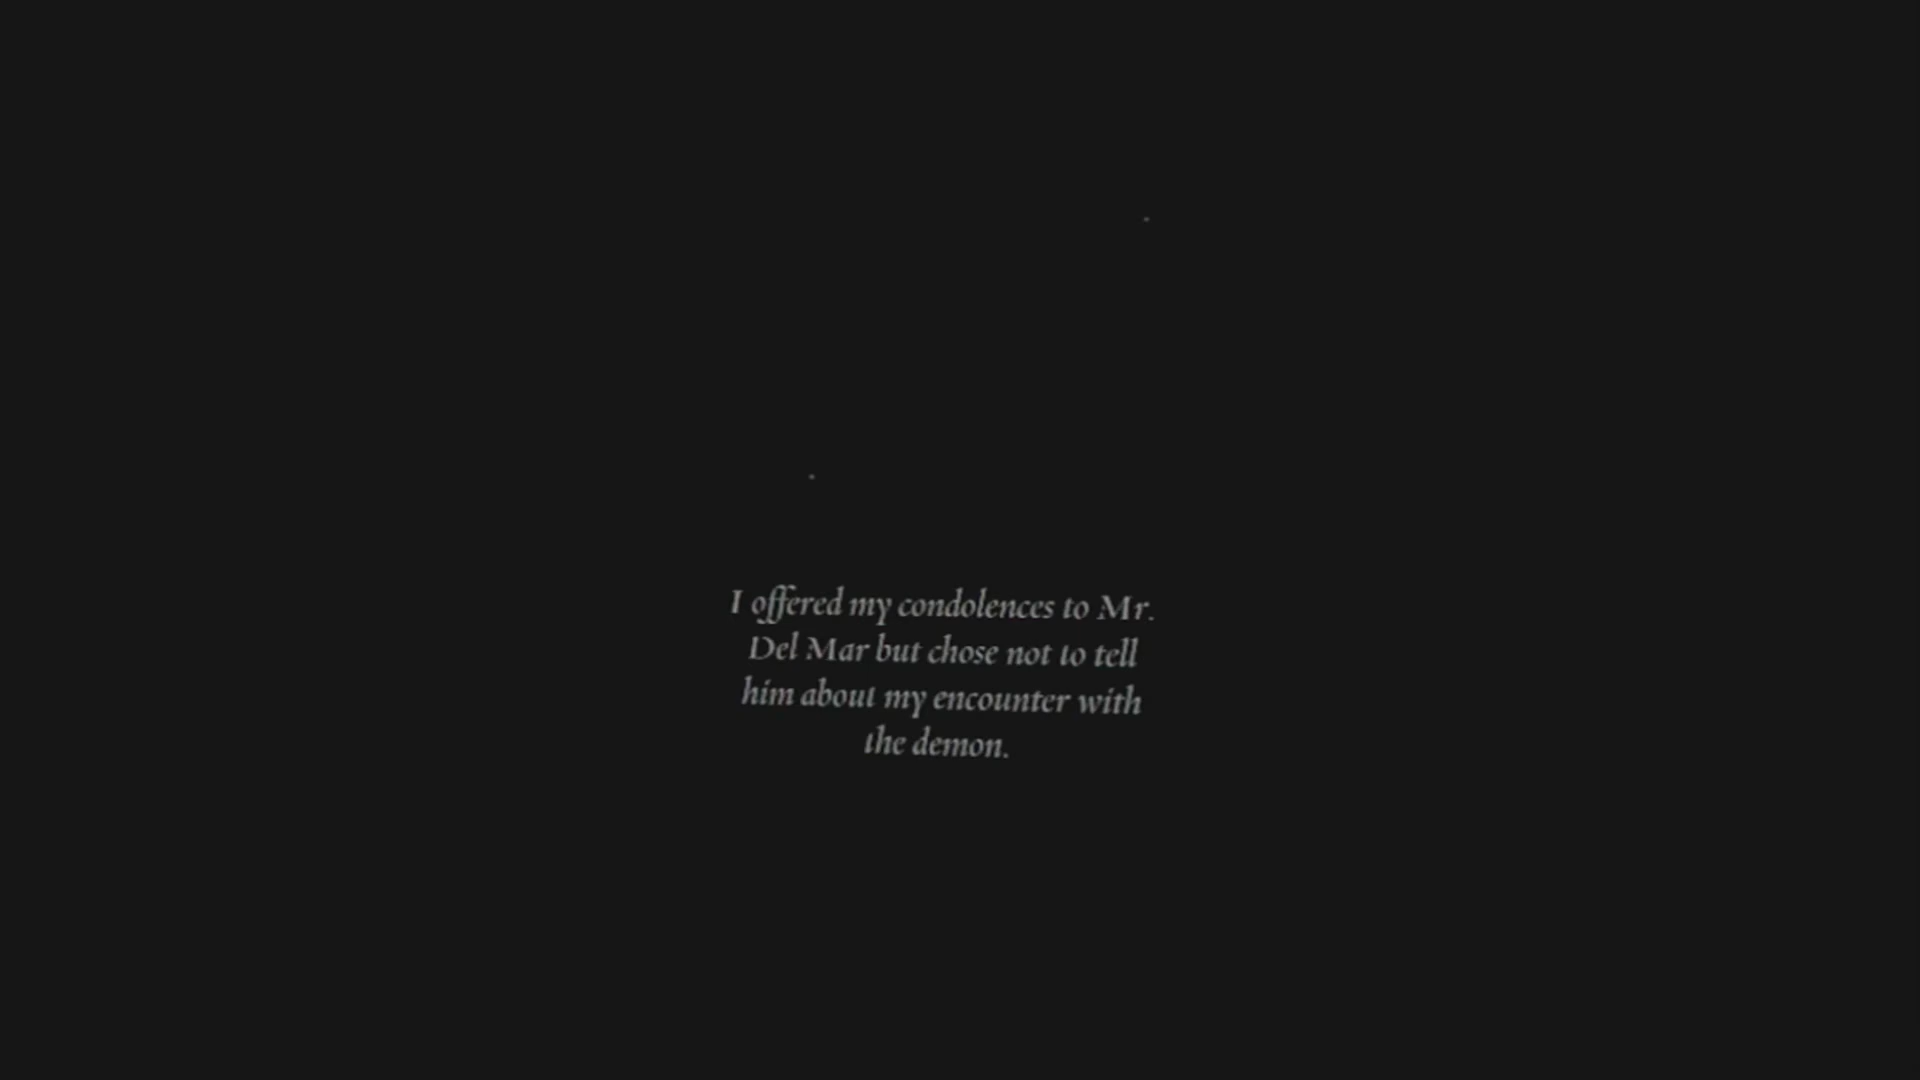 I offered my condolences to Mr.
Del Mar but chose not to tell
him about my encounter with
the demon.